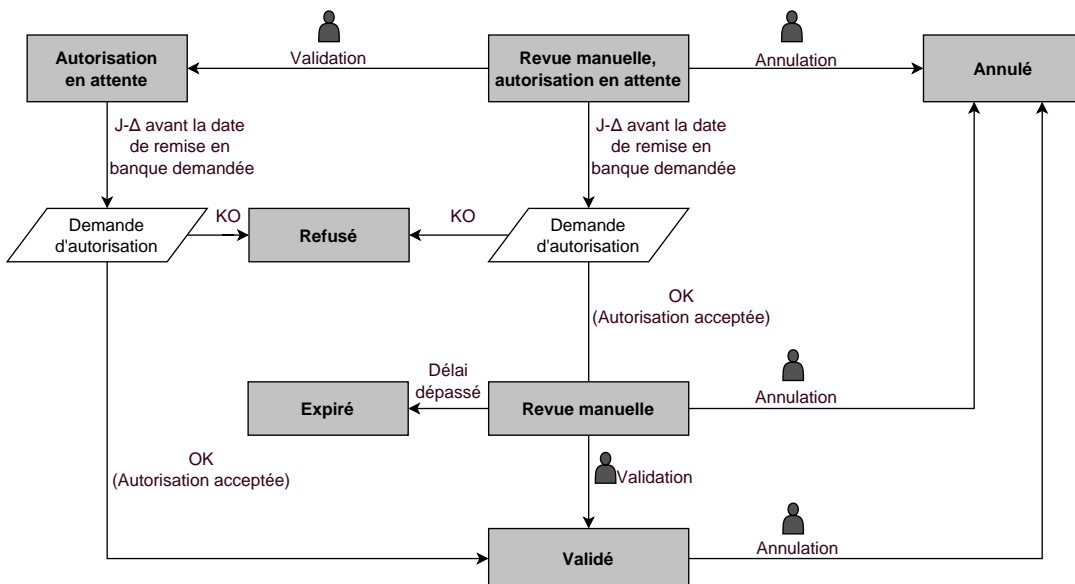 Validation
Annulation
Autorisation
en attente
Revue manuelle,
autorisation en attente
Annulé
J-Δ avant la date
de remise en
banque demandée
J-Δ avant la date
de remise en
banque demandée
Demande
d'autorisation
KO
Refusé
KO
Demande
d'autorisation
OK
(Autorisation acceptée)
Délai
dépassé
Expiré
Revue manuelle
Annulation
OK
(Autorisation acceptée)
Validation
Validé
Annulation